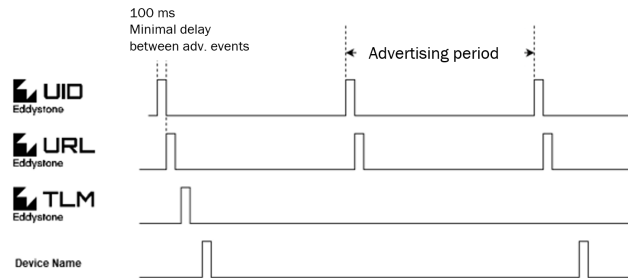 100 ms
Minimal delay
between adv. events
Advertising period
UID
Eddystone
URL
Eddystone
TLM
Eddystone
Device Name